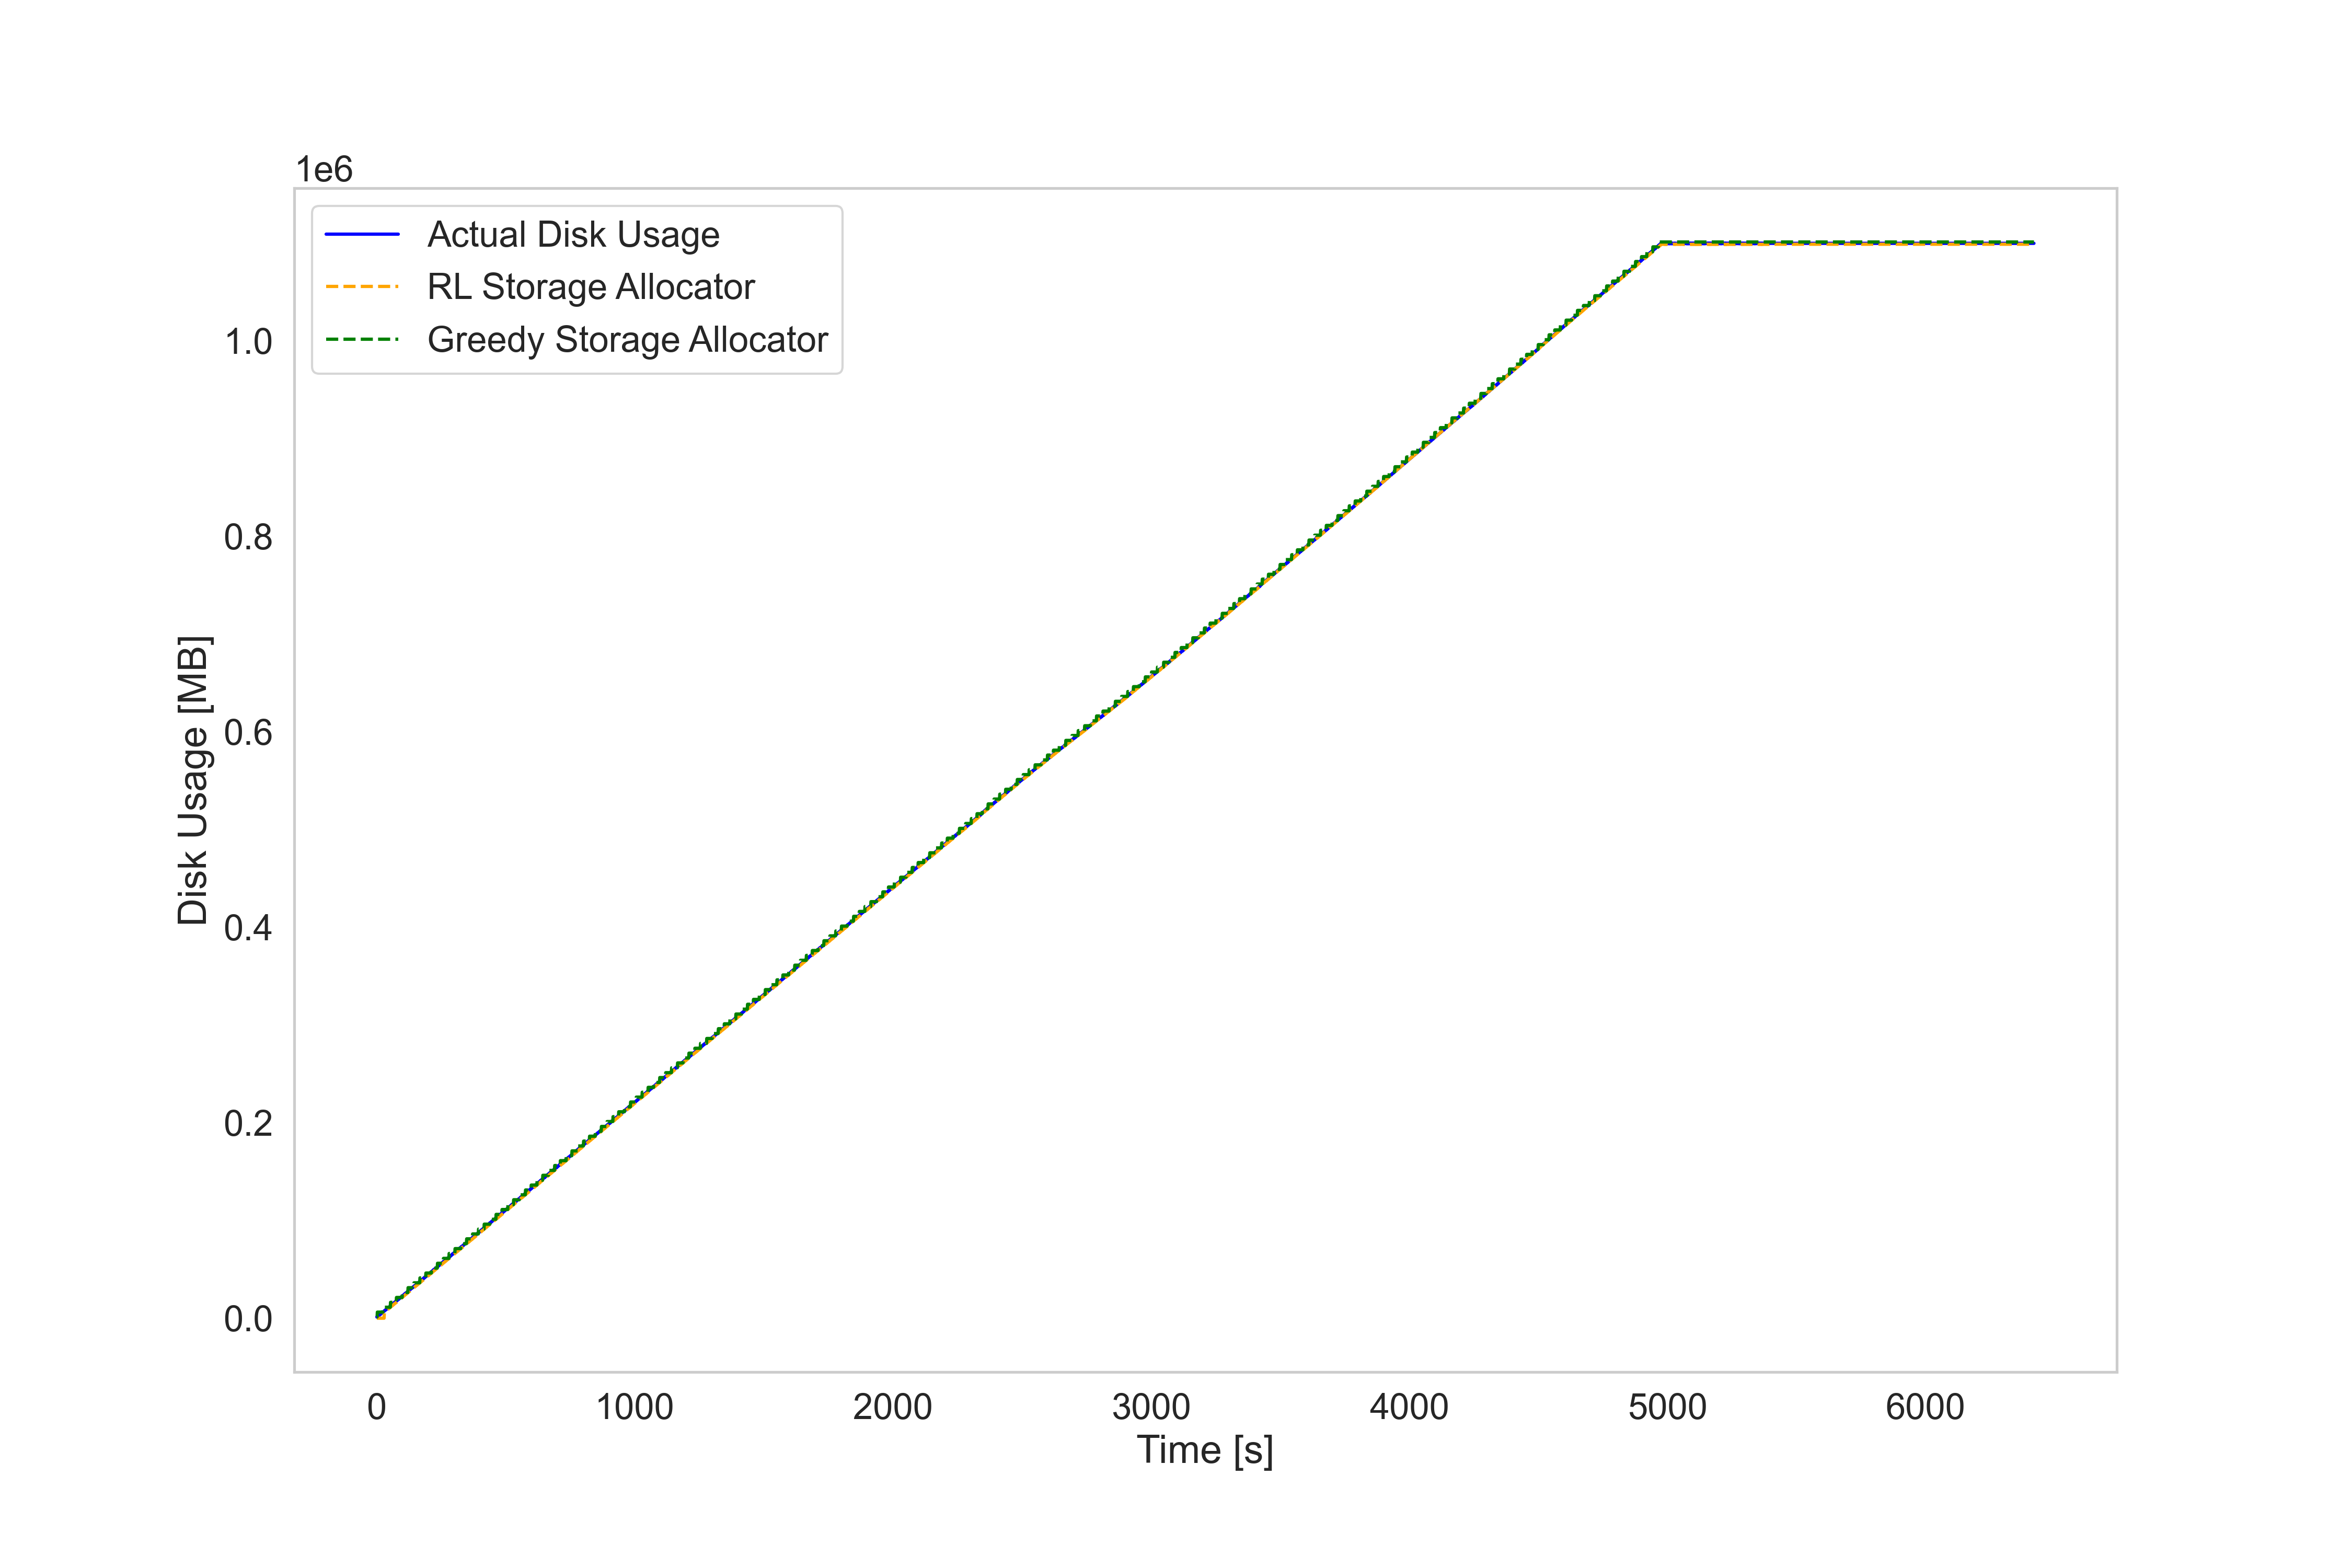 1e6
Actual Disk Usage
RL Storage Allocator
Greedy Storage Allocator
1.0
0.8
0.6
0.4
0.2
0.0
Disk Usage [MB]
0 1000 2000 3000 4000 5000 6000
Time [s]